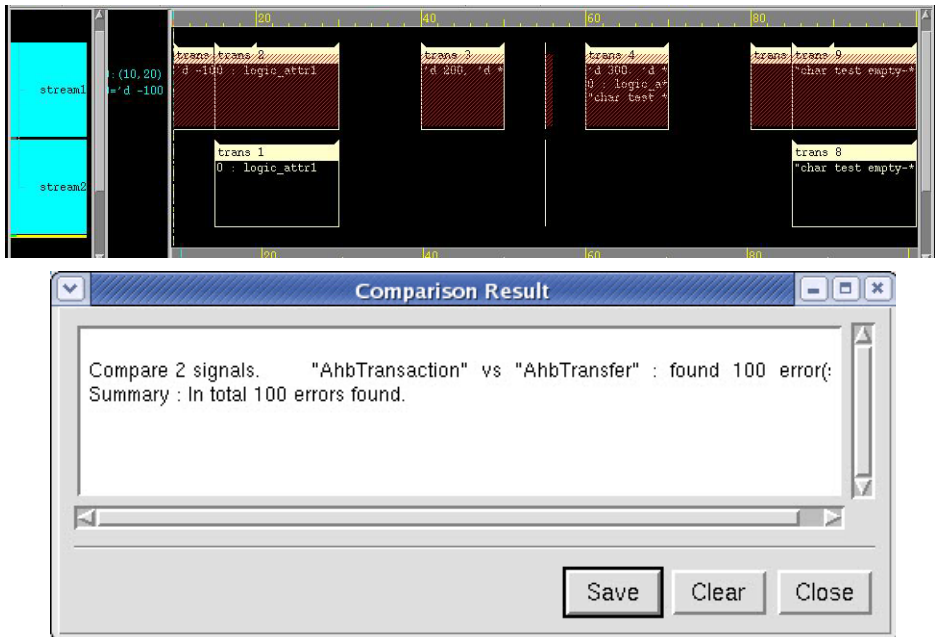 20 40 60 80
trans trans 2 trans 3 trans 4 trans trans 9
'd -100 : logic_attr1 'd 200, 'd * 'd 300, 'd * "char test empty-*
:(10,20) 0 : logic_a*
stream1 ='d -100 "char test *
trans 1 trans 8
0 : logic_attr1 "char test empty-*
stream2
20 40 60 80
Comparison Result
Compare 2 signals. "AhbTransaction" vs "AhbTransfer" : found 100 error(s
Summary : In total 100 errors found.
Save Clear Close